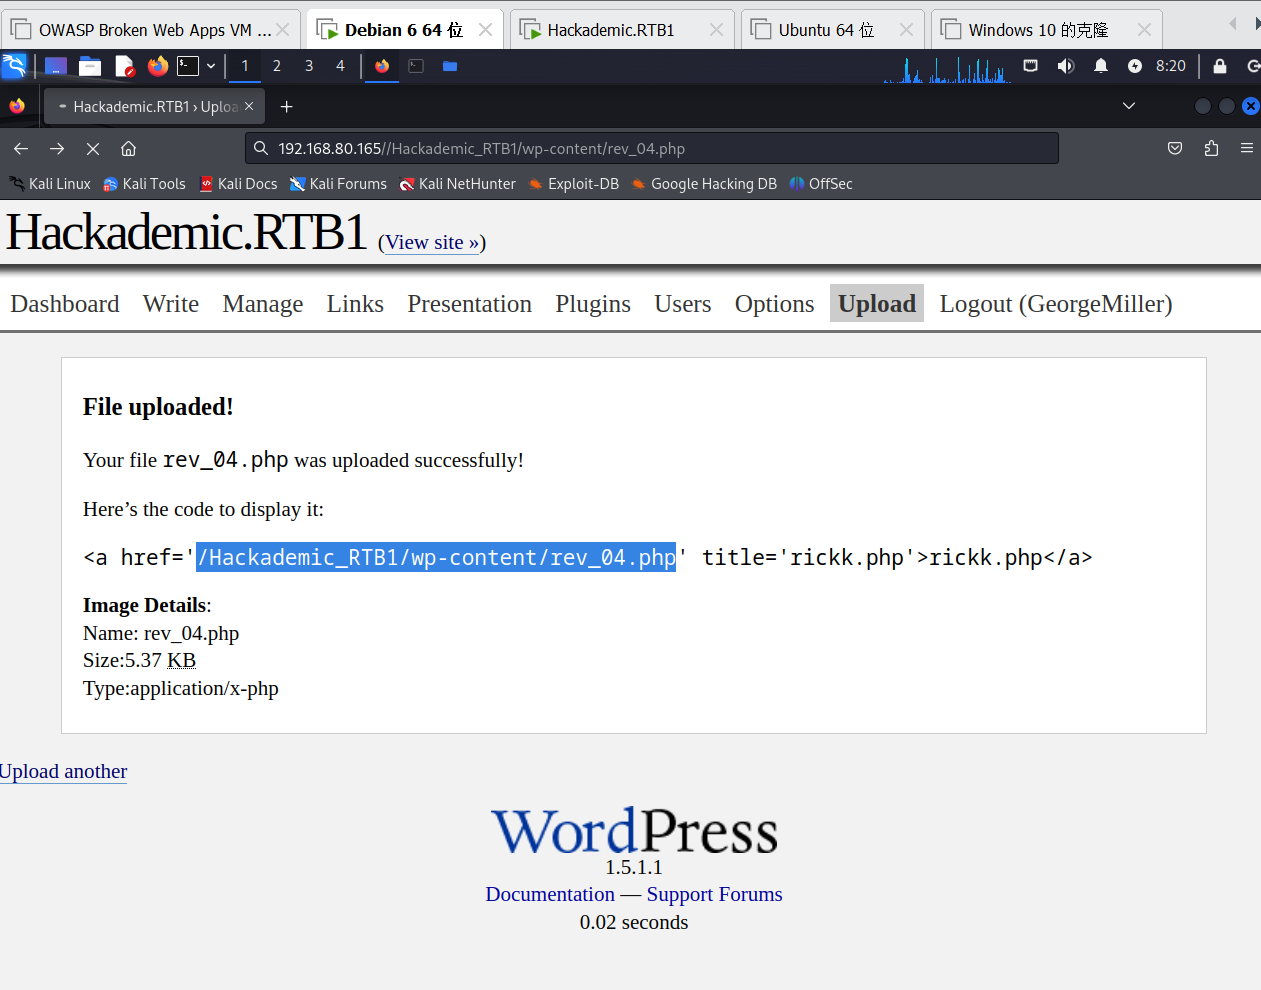 OWASP Broken Web Apps VM ...
Debian 6 64 位
Hackademic.RTB1
Ubuntu 64 位
Windows 10 的克隆
1 2 3 4
8:20
Hackademic.RTB1 › Uploa
192.168.80.165//Hackademic_RTB1/wp-content/rev_04.php
Kali Linux Kali Tools Kali Docs Kali Forums Kali NetHunter Exploit-DB Google Hacking DB OffSec
Hackademic.RTB1 (View site »)
Dashboard Write Manage Links Presentation Plugins Users Options Upload Logout (GeorgeMiller)
File uploaded!
Your file rev_04.php was uploaded successfully!
Here’s the code to display it:
<a href='/Hackademic_RTB1/wp-content/rev_04.php' title='rickk.php'>rickk.php</a>
Image Details:
Name: rev_04.php
Size:5.37 KB
Type:application/x-php
Upload another
WordPress
1.5.1.1
Documentation — Support Forums
0.02 seconds